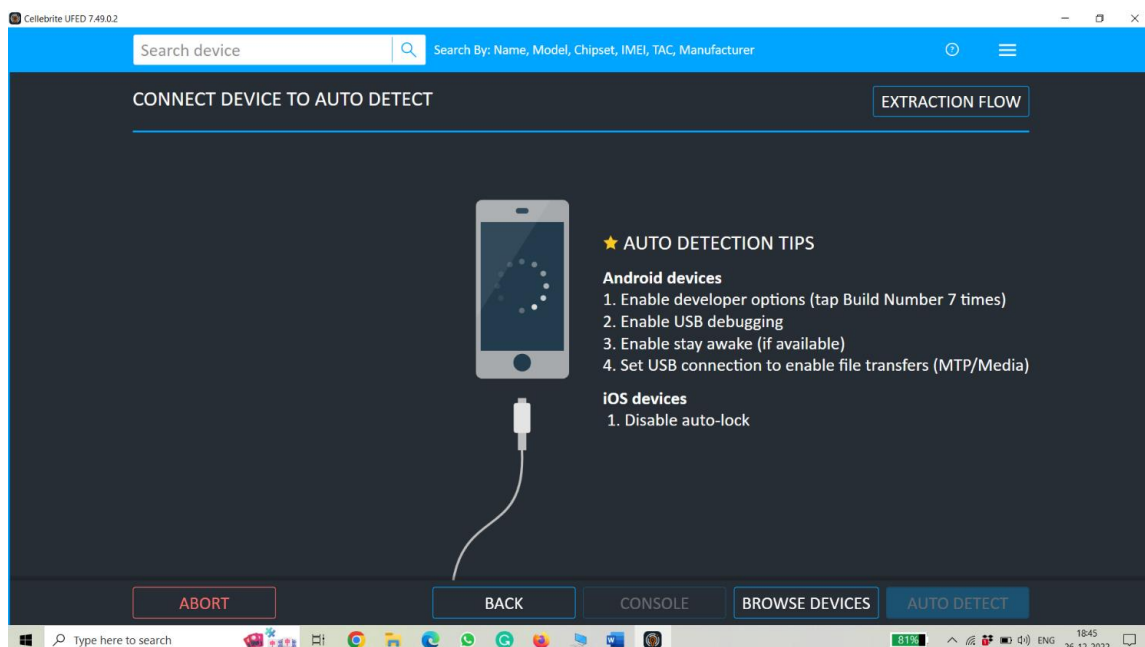 Cellebrite UFED 7.49.0.2
Search device
Search By: Name, Model, Chipset, IMEI, TAC, Manufacturer
CONNECT DEVICE TO AUTO DETECT
EXTRACTION FLOW
AUTO DETECTION TIPS
Android devices
1. Enable developer options (tap Build Number 7 times)
2. Enable USB debugging
3. Enable stay awake (if available)
4. Set USB connection to enable file transfers (MTP/Media)
iOS devices
1. Disable auto-lock
ABORT
BACK
CONSOLE
BROWSE DEVICES
AUTO DETECT
Type here to search
81%
ENG
18:45
26-12-2022